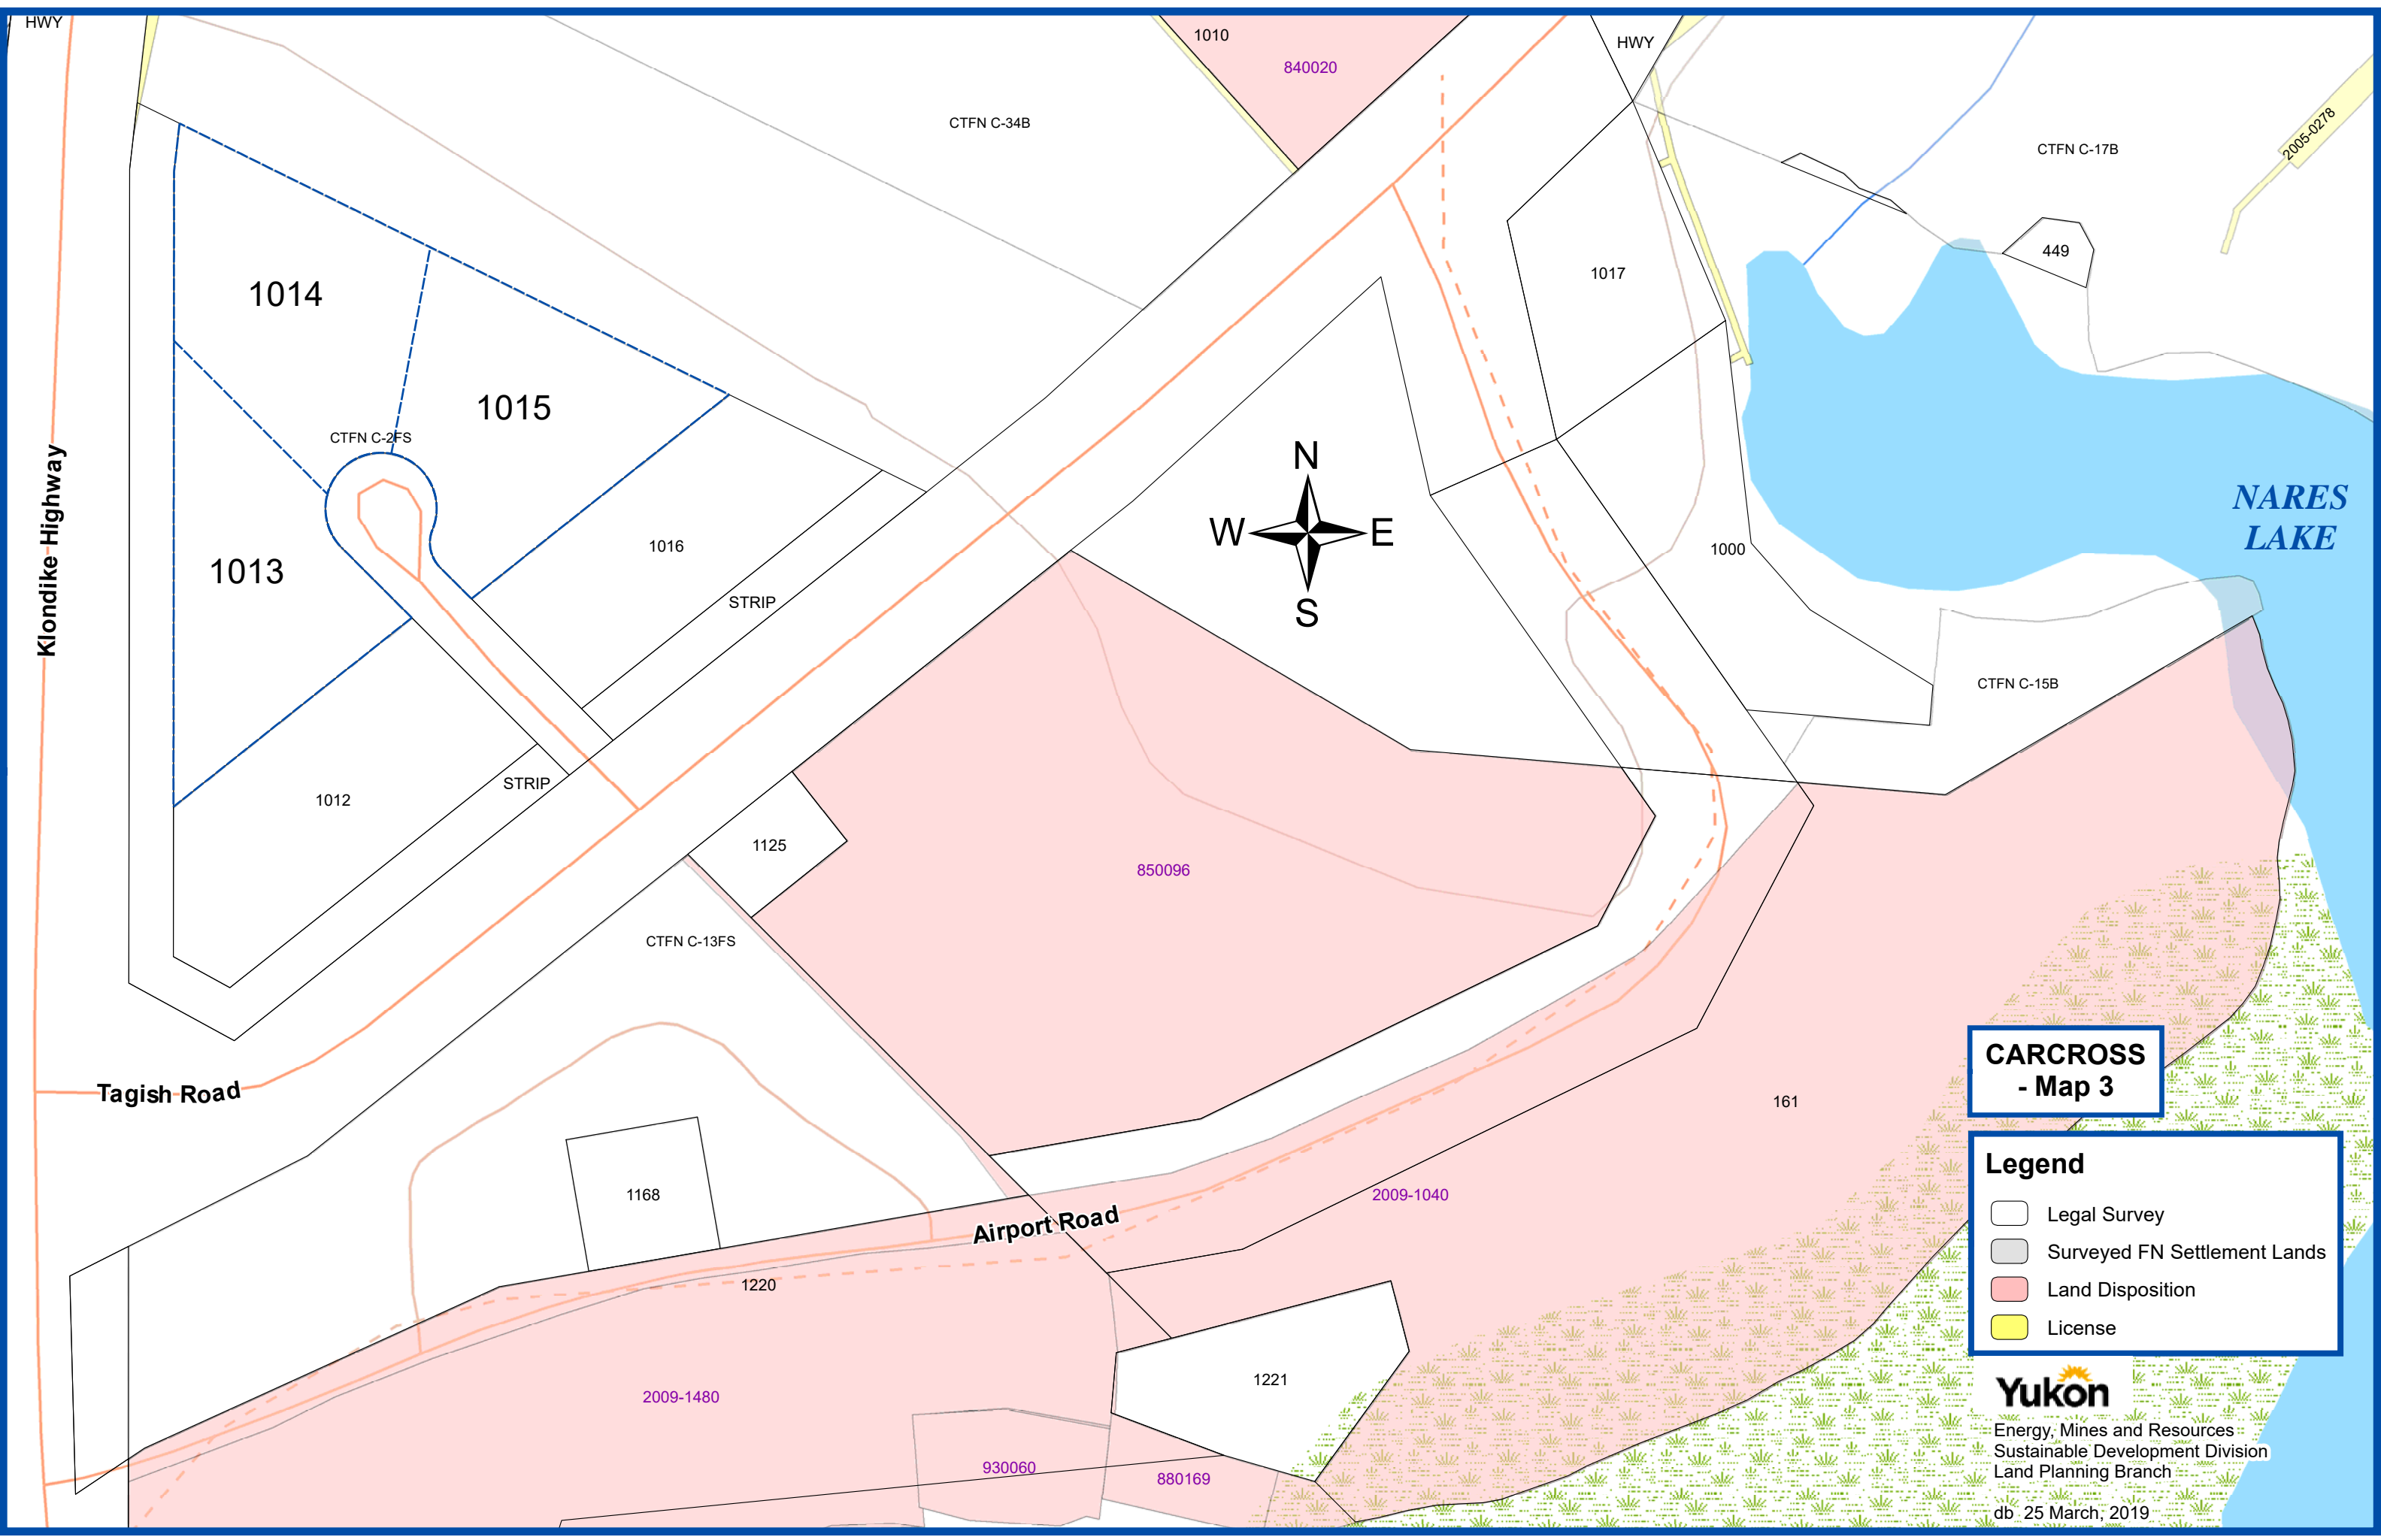 HWY
1010
840020
HWY
CTFN C-34B
CTFN C-17B
2005-0278
449
1017
1014
1015
CTFN C-2FS
Klondike Highway
N
W E
S
NARES
LAKE
1013
1016
1000
STRIP
CTFN C-15B
STRIP
1012
1125
850096
CTFN C-13FS
Tagish Road
161
CARCROSS
- Map 3
1168
2009-1040
Airport Road
1220
Legend
Legal Survey
Surveyed FN Settlement Lands
Land Disposition
License
2009-1480
1221
930060
880169
Yukon
Energy, Mines and Resources
Sustainable Development Division
Land Planning Branch
db 25 March, 2019